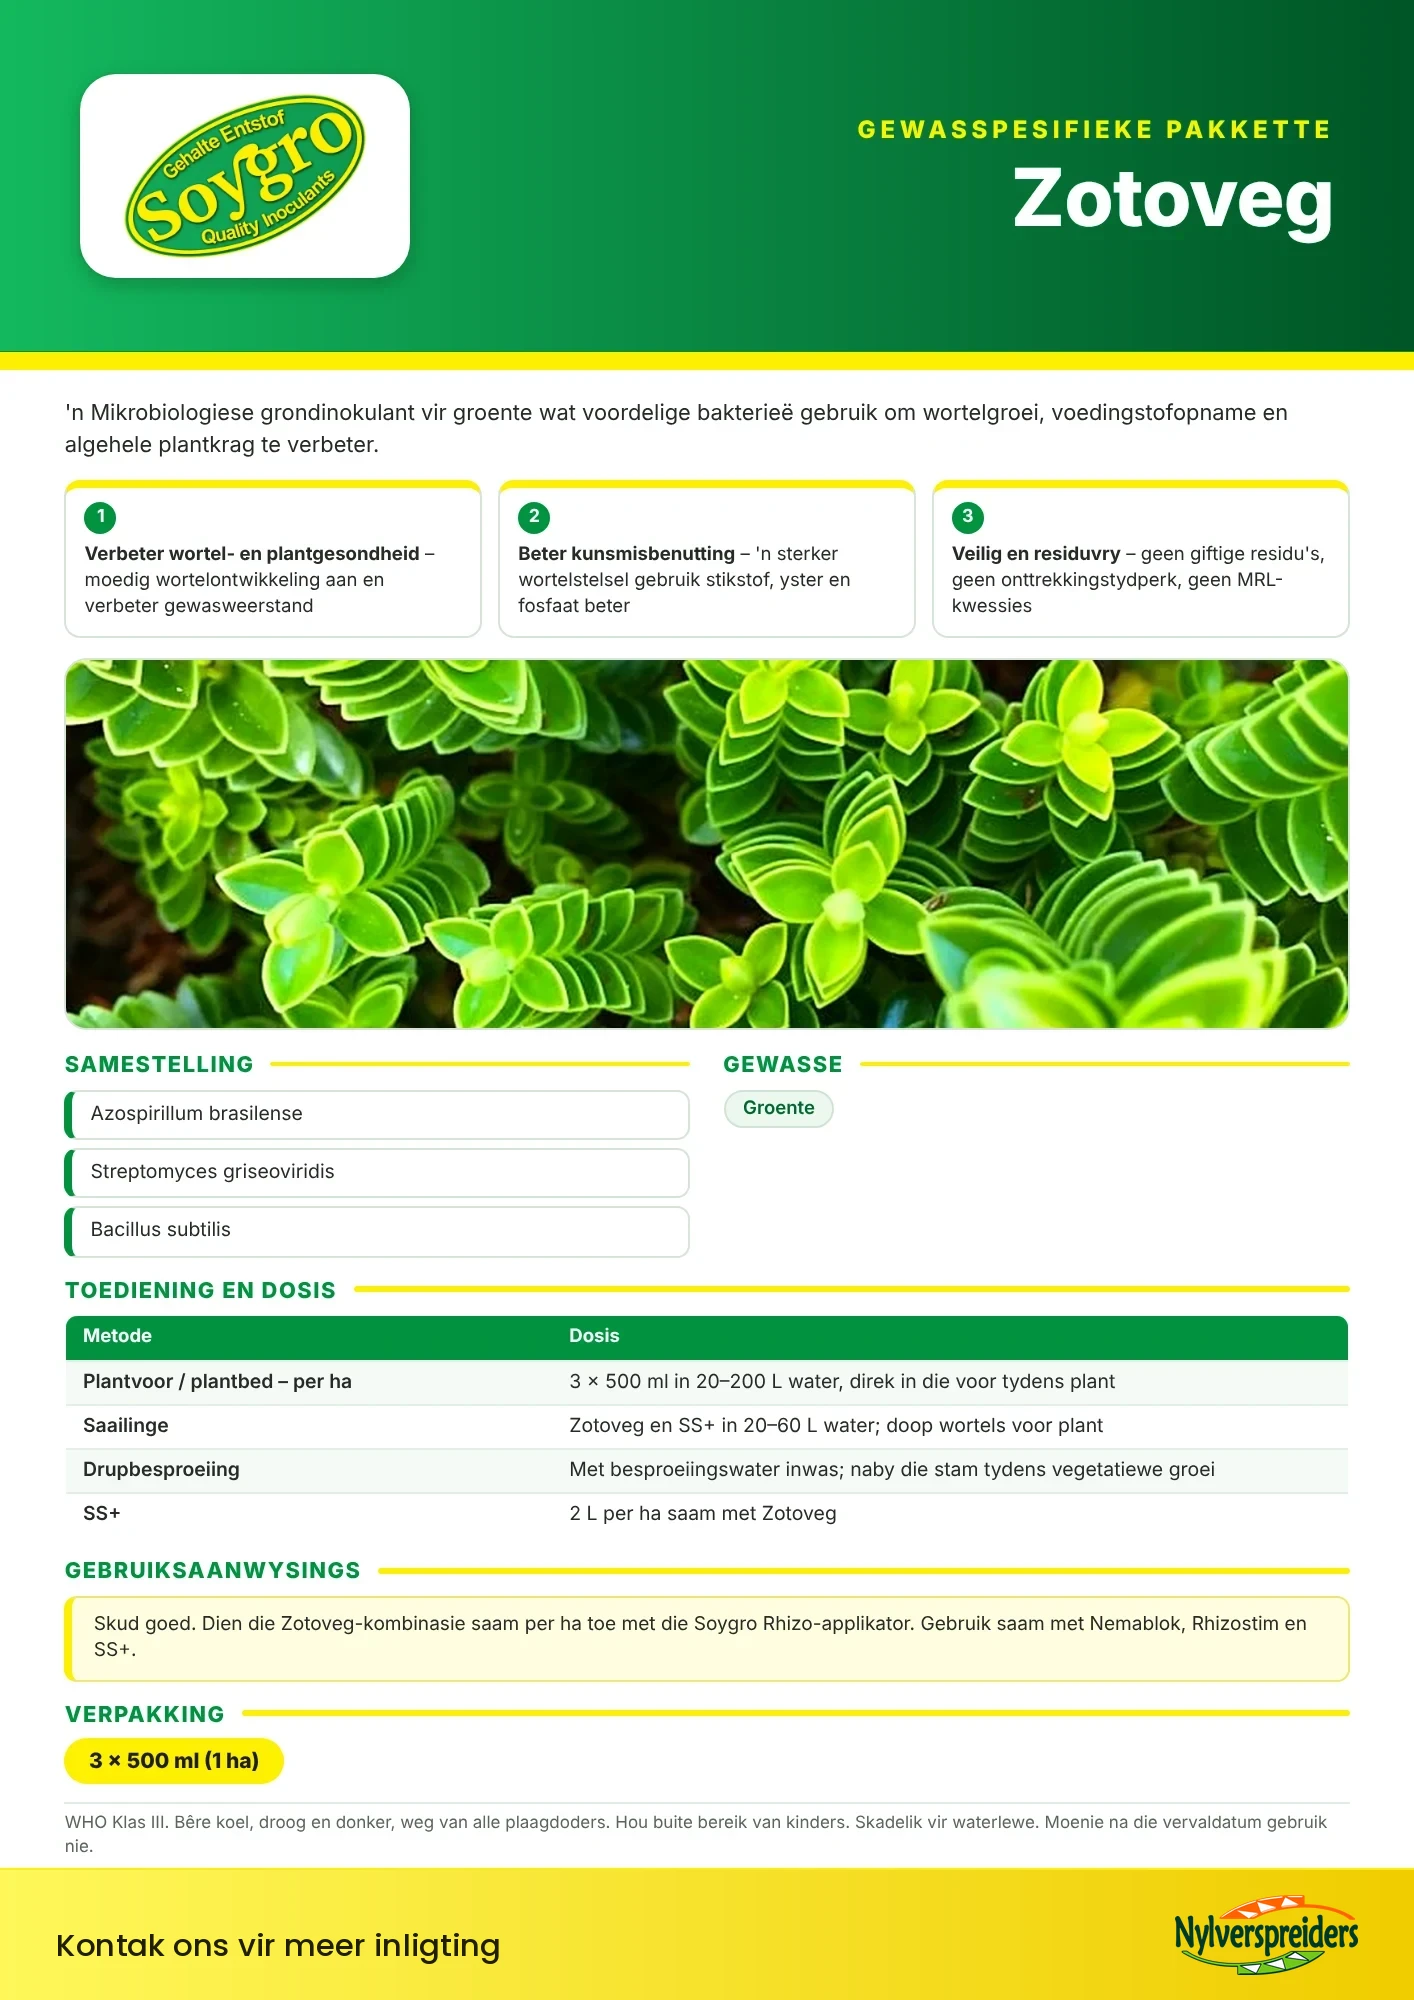 Gehalte Entstof
Soygro
Quality Inoculants
GEWASSPESIFIEKE PAKKETTE
Zotoveg
'n Mikrobiologiese grondinokulant vir groente wat voordelige bakterieë gebruik om wortelgroei, voedingstofopname en
algehele plantkrag te verbeter.
1
Verbeter wortel- en plantgesondheid –
moedig wortelontwikkeling aan en
verbeter gewasweerstand
2
Beter kunsmisbenutting – 'n sterker
wortelstelsel gebruik stikstof, yster en
fosfaat beter
3
Veilig en residuvry – geen giftige residu's,
geen onttrekkingstydperk, geen MRL-
kwessies
SAMESTELLING
Azospirillum brasilense
Streptomyces griseoviridis
Bacillus subtilis
GEWASSE
Groente
TOEDIENING EN DOSIS
Metode Dosis
Plantvoor / plantbed – per ha 3 × 500 ml in 20–200 L water, direk in die voor tydens plant
Saailinge Zotoveg en SS+ in 20–60 L water; doop wortels voor plant
Drupbesproeiing Met besproeiingswater inwas; naby die stam tydens vegetatiewe groei
SS+ 2 L per ha saam met Zotoveg
GEBRUIKSAANWYSINGS
Skud goed. Dien die Zotoveg-kombinasie saam per ha toe met die Soygro Rhizo-applikator. Gebruik saam met Nemablok, Rhizostim en
SS+.
VERPAKKING
3 × 500 ml (1 ha)
WHO Klas III. Bêre koel, droog en donker, weg van alle plaagdoders. Hou buite bereik van kinders. Skadelik vir waterlewe. Moenie na die vervaldatum gebruik
nie.
Kontak ons vir meer inligting
Nylverspreiders